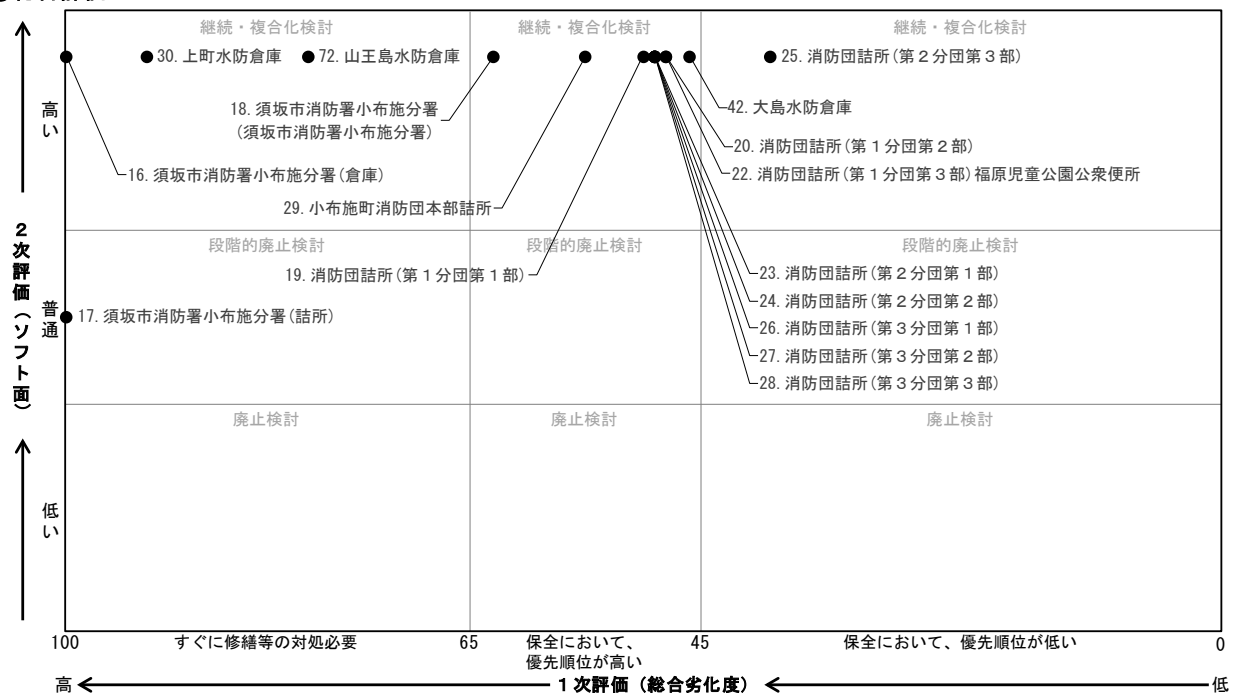 継続・複合化検討
継続・複合化検討
継続・複合化検討
30. 上町水防倉庫
72. 山王島水防倉庫
25. 消防団詰所(第２分団第３部)
18. 須坂市消防署小布施分署
(須坂市消防署小布施分署)
42. 大島水防倉庫
20. 消防団詰所(第１分団第２部)
16. 須坂市消防署小布施分署(倉庫)
22. 消防団詰所(第１分団第３部)福原児童公園公衆便所
29. 小布施町消防団本部詰所
高い
２次評価（ソフト面）
段階的廃止検討
段階的廃止検討
段階的廃止検討
19. 消防団詰所(第１分団第１部)
23. 消防団詰所(第２分団第１部)
24. 消防団詰所(第２分団第２部)
普通
17. 須坂市消防署小布施分署(詰所)
26. 消防団詰所(第３分団第１部)
27. 消防団詰所(第３分団第２部)
28. 消防団詰所(第３分団第３部)
廃止検討
廃止検討
廃止検討
低い
100
すぐに修繕等の対処必要
65
保全において、
優先順位が高い
45
保全において、優先順位が低い
0
高
１次評価（総合劣化度）
低